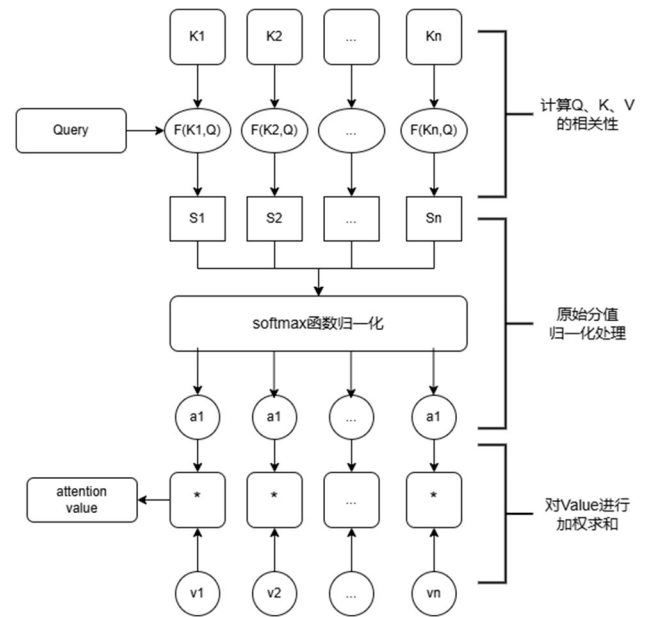 K1
K2
...
Kn
Query
F(K1,Q)
F(K2,Q)
...
F(Kn,Q)
计算Q、K、V
的相关性
S1
S2
...
Sn
softmax函数归一化
原始分值
归一化处理
a1
a1
...
a1
attention
value
*
*
...
*
对Value进行
加权求和
v1
v2
...
vn